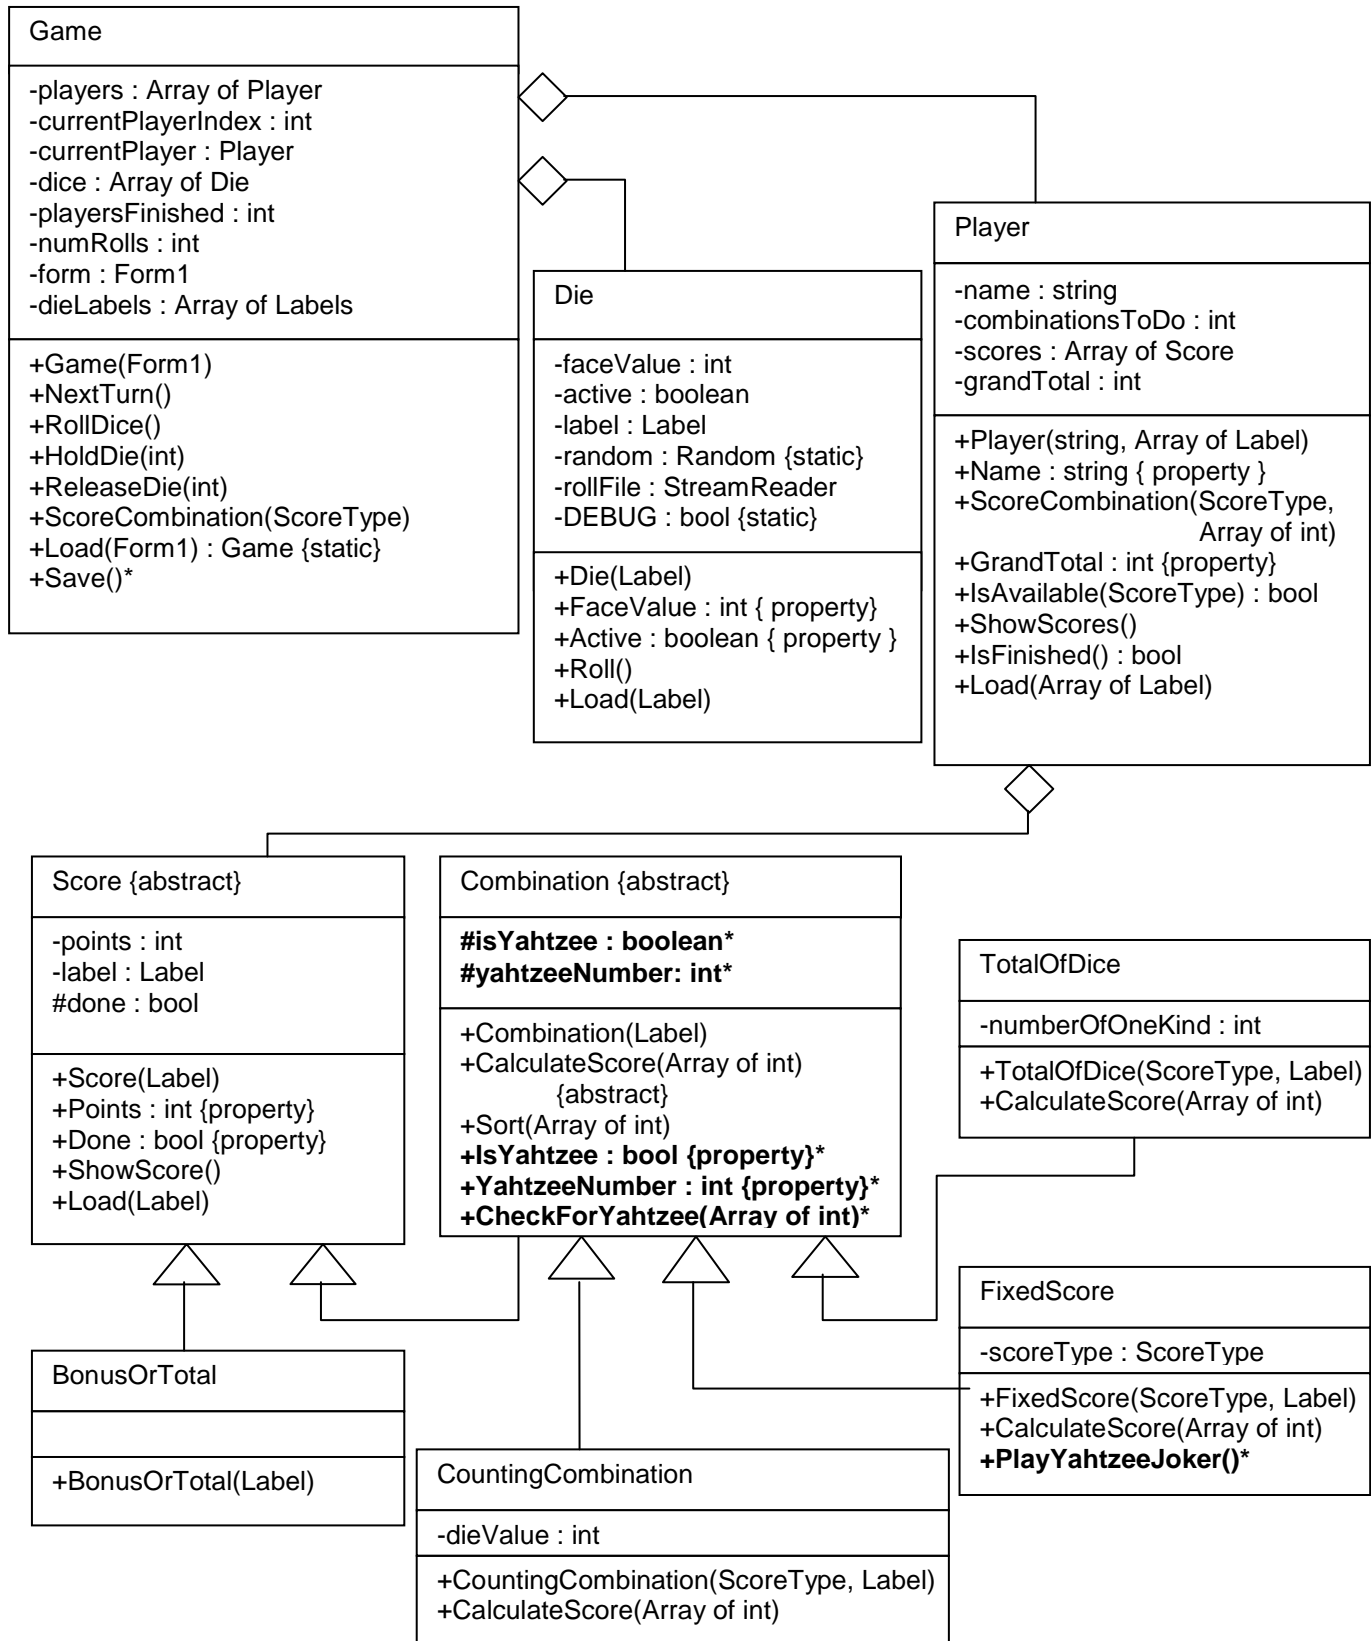 Game
-players : Array of Player
-currentPlayerIndex : int
-currentPlayer : Player
-dice : Array of Die
-playersFinished : int
-numRolls : int
-form : Form1
-dieLabels : Array of Labels
+Game(Form1)
+NextTurn()
+RollDice()
+HoldDie(int)
+ReleaseDie(int)
+ScoreCombination(ScoreType)
+Load(Form1) : Game {static}
+Save()*
Die
-faceValue : int
-active : boolean
-label : Label
-random : Random {static}
-rollFile : StreamReader
-DEBUG : bool {static}
+Die(Label)
+FaceValue : int { property}
+Active : boolean { property }
+Roll()
+Load(Label)
Player
-name : string
-combinationsToDo : int
-scores : Array of Score
-grandTotal : int
+Player(string, Array of Label)
+Name : string { property }
+ScoreCombination(ScoreType,
Array of int)
+GrandTotal : int {property}
+IsAvailable(ScoreType) : bool
+ShowScores()
+IsFinished() : bool
+Load(Array of Label)
Score {abstract}
-points : int
-label : Label
#done : bool
+Score(Label)
+Points : int {property}
+Done : bool {property}
+ShowScore()
+Load(Label)
Combination {abstract}
#isYahtzee : boolean*
#yahtzeeNumber: int*
+Combination(Label)
+CalculateScore(Array of int)
{abstract}
+Sort(Array of int)
+IsYahtzee : bool {property}*
+YahtzeeNumber : int {property}*
+CheckForYahtzee(Array of int)*
TotalOfDice
-numberOfOneKind : int
+TotalOfDice(ScoreType, Label)
+CalculateScore(Array of int)
FixedScore
-scoreType : ScoreType
+FixedScore(ScoreType, Label)
+CalculateScore(Array of int)
+PlayYahtzeeJoker()*
BonusOrTotal
+BonusOrTotal(Label)
CountingCombination
-dieValue : int
+CountingCombination(ScoreType, Label)
+CalculateScore(Array of int)